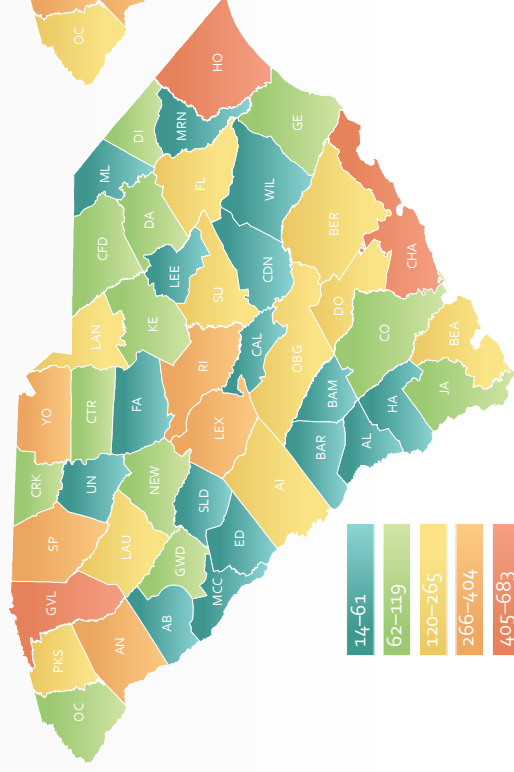 OC
HO
DI
MRN
GE
ML
FL
WIL
DA
CFD
BER
LEE
CDN
CHA
SU
LAN
KE
DO
CO
CAL
OBG
BEA
YO
RI
CTR
FA
BAM
HA
JA
LEX
CRK
UN
NEW
SLD
AI
BAR
AL
SP
LAU
GWD
ED
GVL
MCC
AB
PKS
AN
OC
14–61
62–119
120–265
266–404
405–683